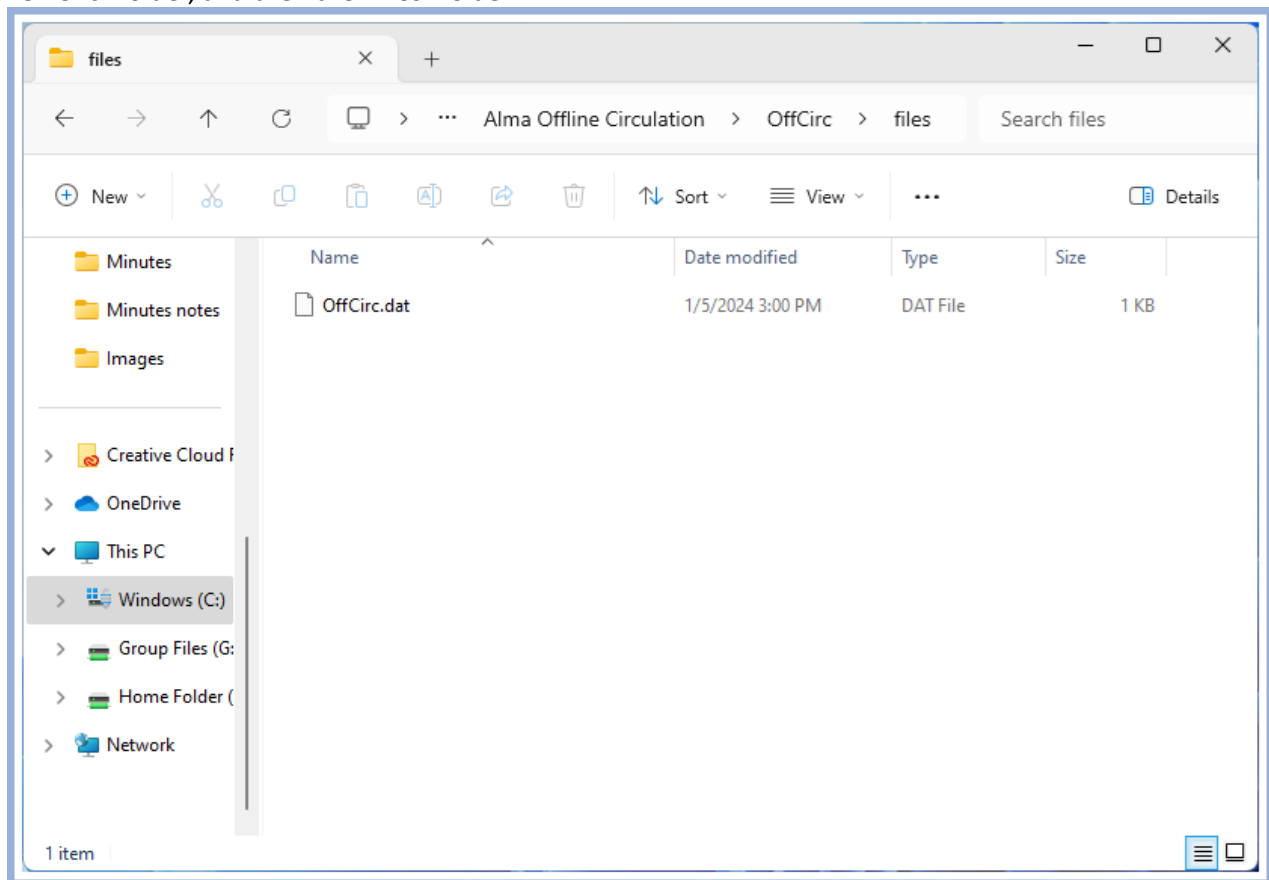 files
Alma Offline Circulation > OffCirc > files Search files
New Sort View ... Details
Name Date modified Type Size
Minutes
OffCirc.dat 1/5/2024 3:00 PM DAT File 1 KB
Minutes notes
Images
Creative Cloud F
OneDrive
This PC
Windows (C:)
Group Files (G:
Home Folder (
Network
1 item